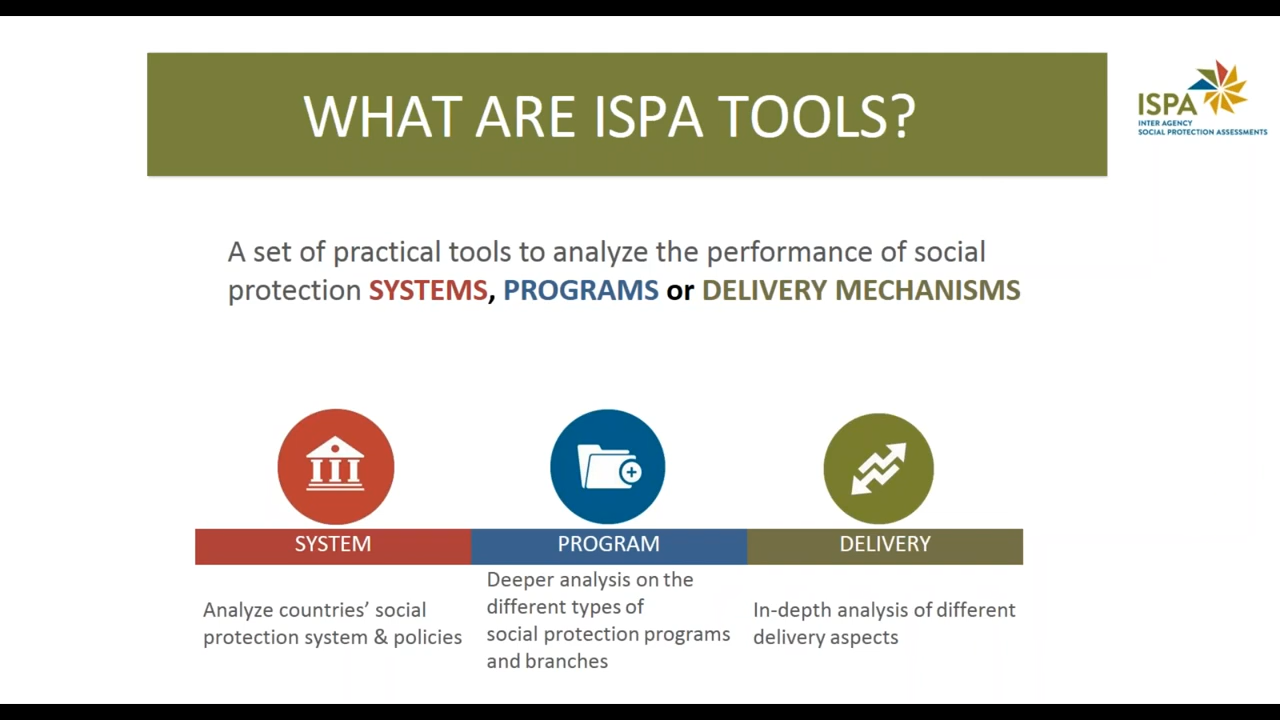 WHAT ARE ISPA TOOLS?
ISPA
INTER AGENCY
SOCIAL PROTECTION ASSESSMENTS
A set of practical tools to analyze the performance of social
protection SYSTEMS, PROGRAMS or DELIVERY MECHANISMS
SYSTEM
Analyze countries’ social
protection system & policies
PROGRAM
Deeper analysis on the
different types of
social protection programs
and branches
DELIVERY
In-depth analysis of different
delivery aspects